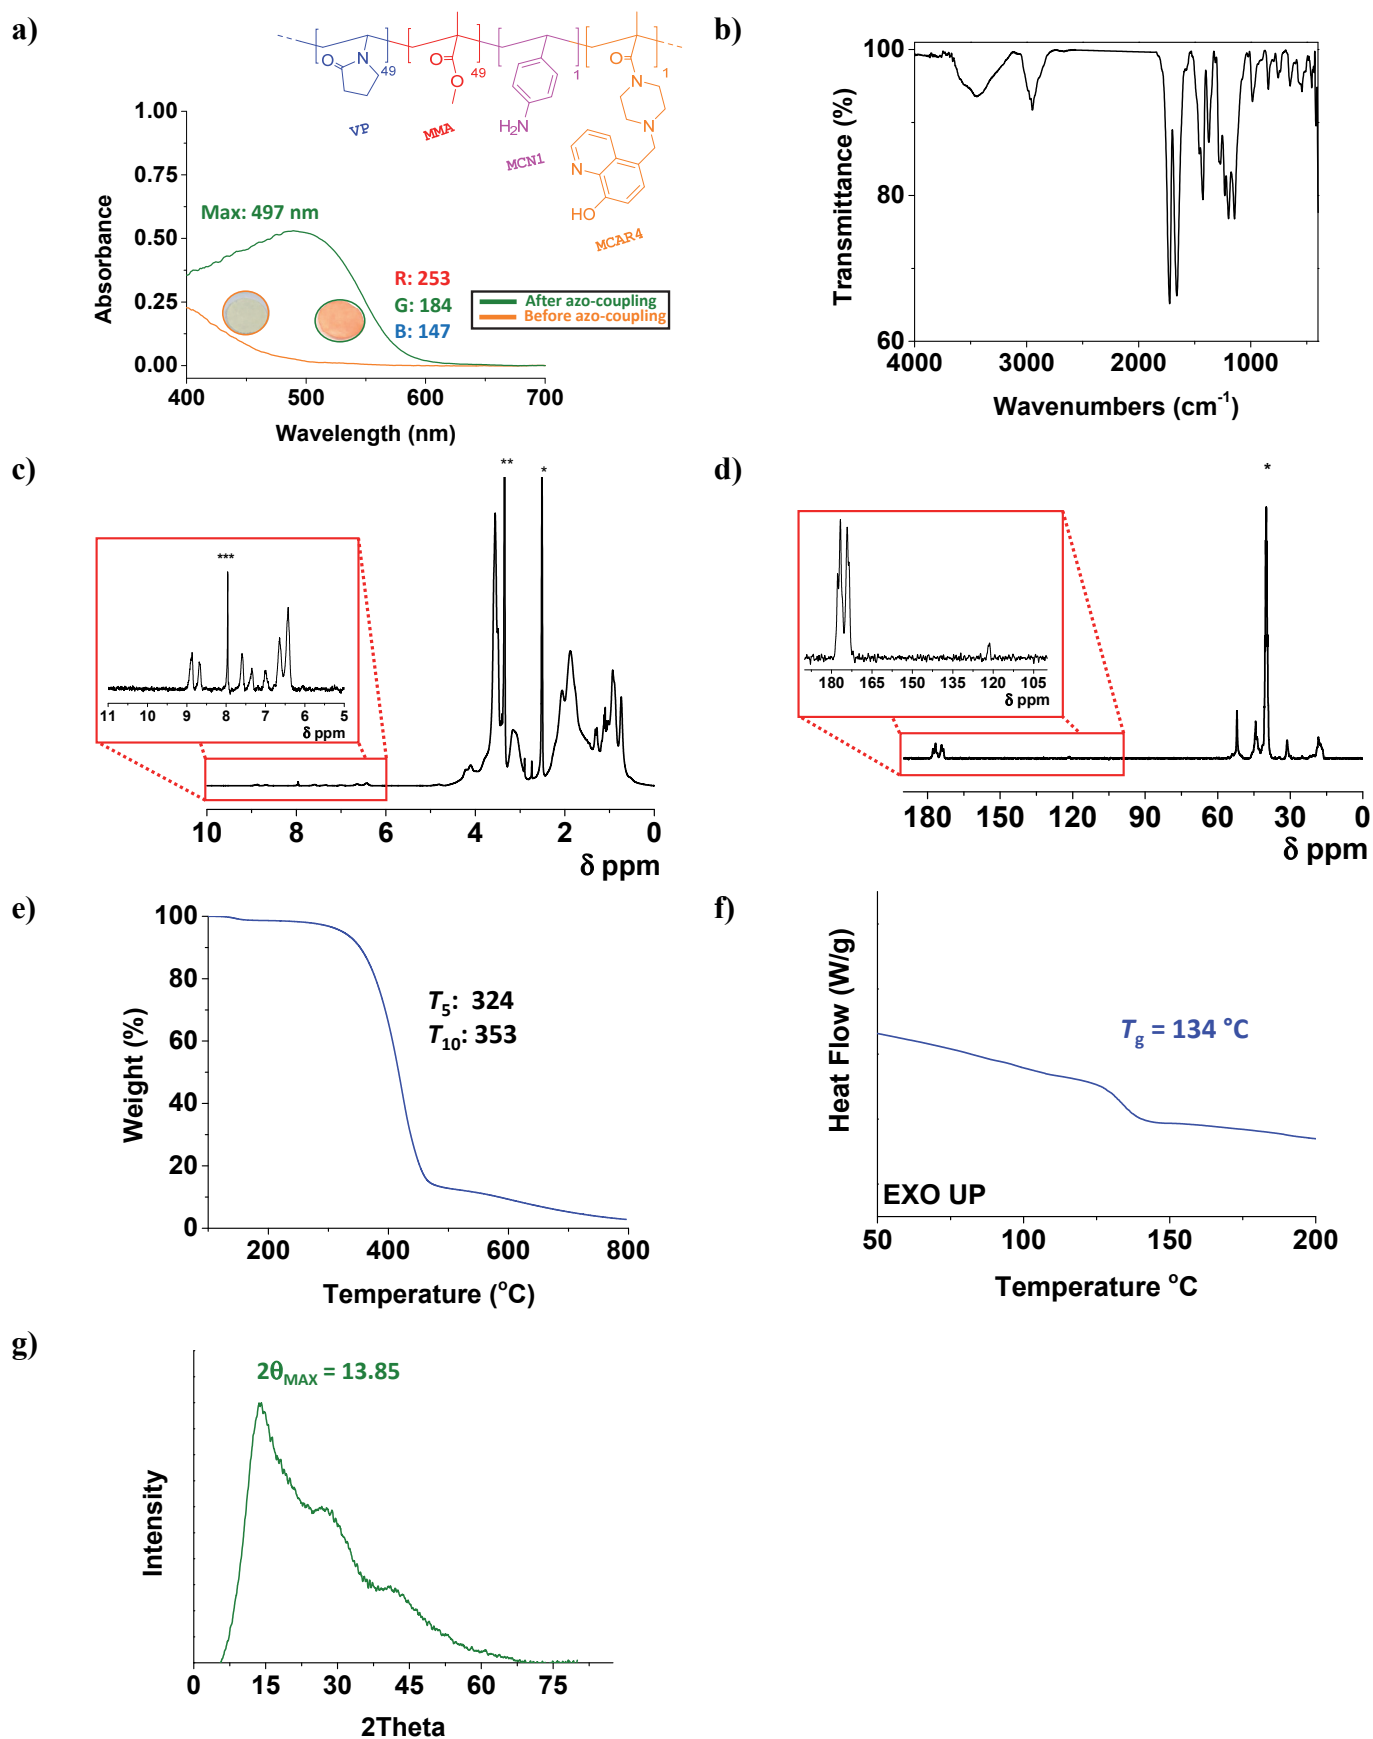 a)
O
N
49
O
O
49
1
H₂N
O
N
N
N
HO
1
VP
MMA
MCN1
MCAR4
1.00
0.75
0.50
0.25
0.00
Absorbance
Max: 497 nm
R: 253
G: 184
B: 147
After azo-coupling
Before azo-coupling
400 500 600 700
Wavelength (nm)
b)
100
80
60
Transmittance (%)
4000 3000 2000 1000
Wavenumbers (cm⁻¹)
c)
** *
***
11 10 9 8 7 6 5
δ ppm
10 8 6 4 2 0
δ ppm
d)
*
180 165 150 135 120 105
δ ppm
180 150 120 90 60 30 0
δ ppm
e)
100
80
60
40
20
0
Weight (%)
T₅: 324
T₁₀: 353
200 400 600 800
Temperature (°C)
f)
Heat Flow (W/g)
Tg = 134 °C
EXO UP
50 100 150 200
Temperature °C
g)
2θMAX = 13.85
Intensity
0 15 30 45 60 75
2Theta